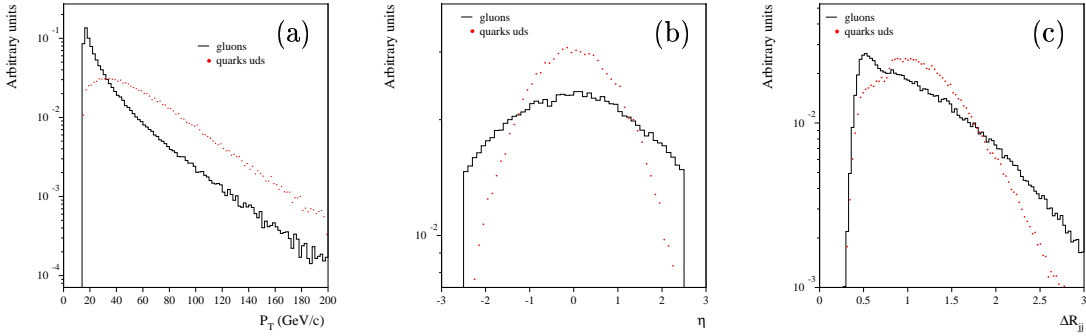 Arbitrary units
gluons
quarks uds
(a)
10⁻¹
10⁻²
10⁻³
10⁻⁴
0 20 40 60 80 100 120 140 160 180 200
P_T (GeV/c)
Arbitrary units
gluons
quarks uds
(b)
10⁻²
-3 -2 -1 0 1 2 3
η
Arbitrary units
gluons
quarks uds
(c)
10⁻²
10⁻³
0 0.5 1 1.5 2 2.5 3
ΔR_jj